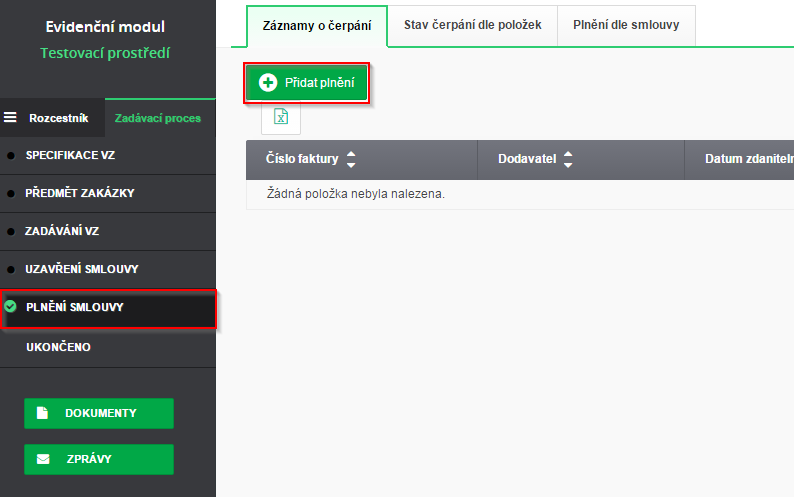 Evidenční modul
Testovací prostředí
Rozcestník
Zadávací proces
SPECIFIKACE VZ
PŘEDMĚT ZAKÁZKY
ZADÁVÁNÍ VZ
UZAVŘENÍ SMLOUVY
PLNĚNÍ SMLOUVY
UKONČENO
DOKUMENTY
ZPRÁVY
Záznamy o čerpání
Stav čerpání dle položek
Plnění dle smlouvy
Přidat plnění
Číslo faktury
Dodavatel
Datum zdaniteln
Žádná položka nebyla nalezena.